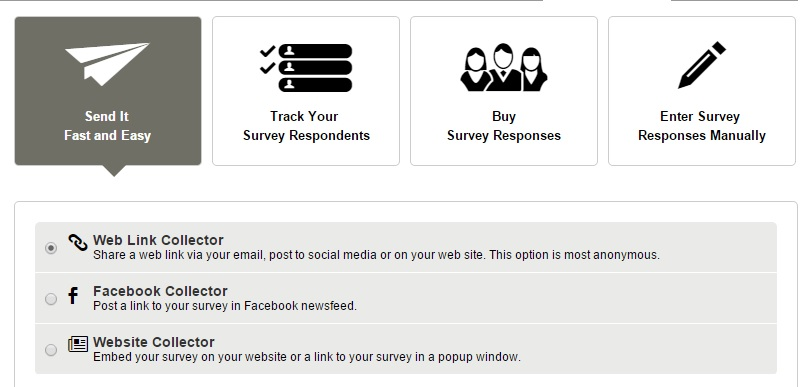 Send It
Fast and Easy
Track Your
Survey Respondents
Buy
Survey Responses
Enter Survey
Responses Manually
Web Link Collector
Share a web link via your email, post to social media or on your web site. This option is most anonymous.
Facebook Collector
Post a link to your survey in Facebook newsfeed.
Website Collector
Embed your survey on your website or a link to your survey in a popup window.